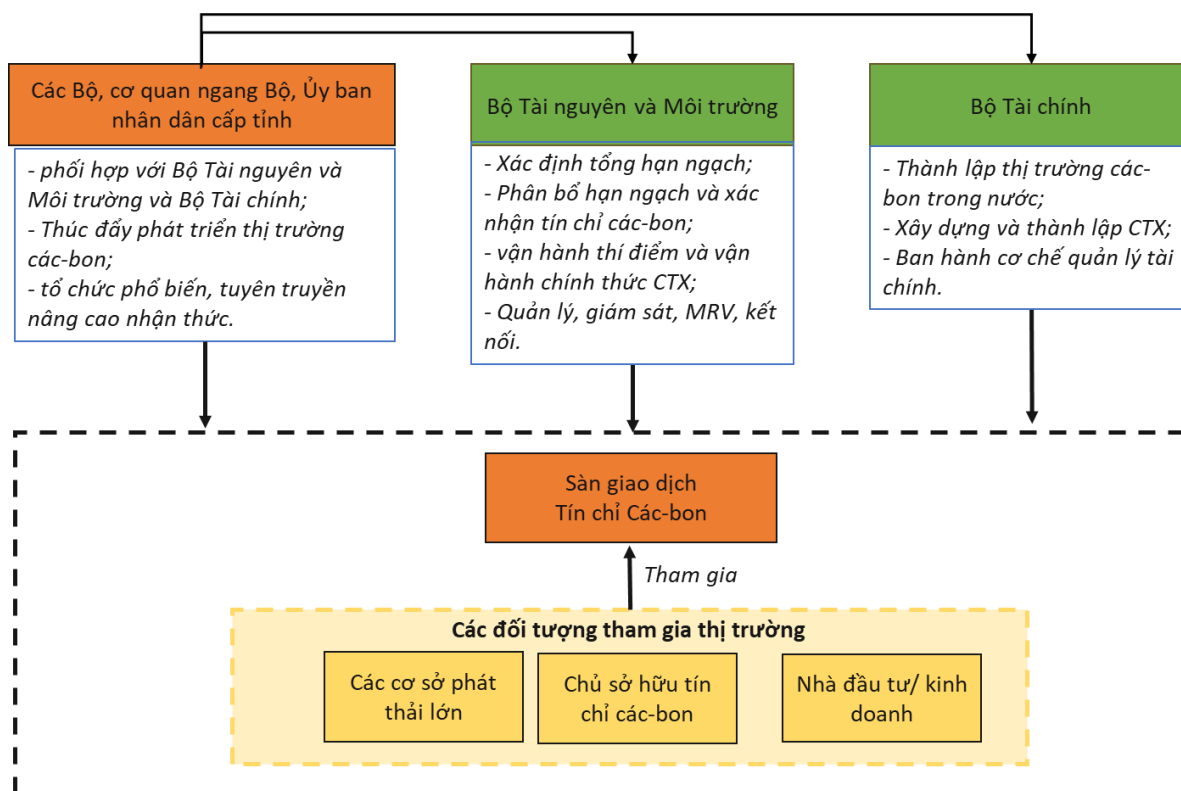 Các Bộ, cơ quan ngang Bộ, Ủy ban
nhân dân cấp tỉnh
- phối hợp với Bộ Tài nguyên và
Môi trường và Bộ Tài chính;
- Thúc đẩy phát triển thị trường
các-bon;
- tổ chức phổ biến, tuyên truyền
nâng cao nhận thức.
Bộ Tài nguyên và Môi trường
- Xác định tổng hạn ngạch;
- Phân bổ hạn ngạch và xác
nhận tín chỉ các-bon;
- vận hành thí điểm và vận
hành chính thức CTX;
- Quản lý, giám sát, MRV, kết
nối.
Bộ Tài chính
- Thành lập thị trường các-
bon trong nước;
- Xây dựng và thành lập CTX;
- Ban hành cơ chế quản lý tài
chính.
Sàn giao dịch
Tín chỉ Các-bon
Tham gia
Các đối tượng tham gia thị trường
Các cơ sở phát
thải lớn
Chủ sở hữu tín
chỉ các-bon
Nhà đầu tư/ kinh
doanh